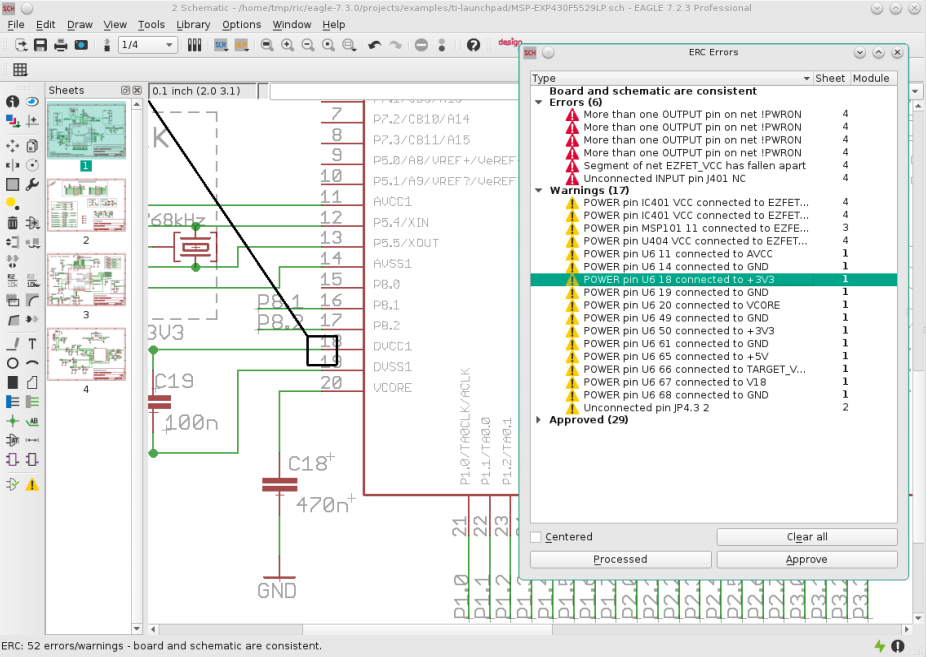 2 Schematic - /home/tmp/ric/eagle-7.3.0/projects/examples/ti-launchpad/MSP-EXP430F5529LP.sch - EAGLE 7.2.3 Professional
File Edit Draw View Tools Library Options Window Help
1/4
SCH
design
Sheets
0.1 inch (2.0 3.1)
1
2
3
4
7
P7.2/CB10/A14
8
P7.3/CB11/A15
9
P5.0/A8/VREF+/VeREF
10
P5.1/A9/VREF?/VeREF
11
AVCC1
12
P5.4/XIN
13
P5.5/XOUT
14
AVSS1
15
P8.0
P8.1
16
P8.1
P8.2
17
P8.2
18
DVCC1
19
DVSS1
20
VCORE
K
768kHz
3V3
C19
100n
C18
470n
GND
P1.0/TA0CLK/ACLK
P1.1/TA0.0
P1.2/TA0.1
21
22
23
P1.0
P1.1
P1.2
ERC Errors
Type Sheet Module
Board and schematic are consistent
Errors (6)
More than one OUTPUT pin on net !PWRON 4
More than one OUTPUT pin on net !PWRON 4
More than one OUTPUT pin on net !PWRON 4
More than one OUTPUT pin on net !PWRON 4
Segment of net EZFET_VCC has fallen apart 4
Unconnected INPUT pin J401 NC 4
Warnings (17)
POWER pin IC401 VCC connected to EZFET... 4
POWER pin IC401 VCC connected to EZFET... 4
POWER pin MSP101 11 connected to EZFE... 3
POWER pin U404 VCC connected to EZFET... 4
POWER pin U6 11 connected to AVCC 1
POWER pin U6 14 connected to GND 1
POWER pin U6 18 connected to +3V3 1
POWER pin U6 19 connected to GND 1
POWER pin U6 20 connected to VCORE 1
POWER pin U6 49 connected to GND 1
POWER pin U6 50 connected to +3V3 1
POWER pin U6 61 connected to GND 1
POWER pin U6 65 connected to +5V 1
POWER pin U6 66 connected to TARGET_V... 1
POWER pin U6 67 connected to V18 1
POWER pin U6 68 connected to GND 1
Unconnected pin JP4.3 2 2
Approved (29)
Centered
Clear all
Processed
Approve
ERC: 52 errors/warnings - board and schematic are consistent.